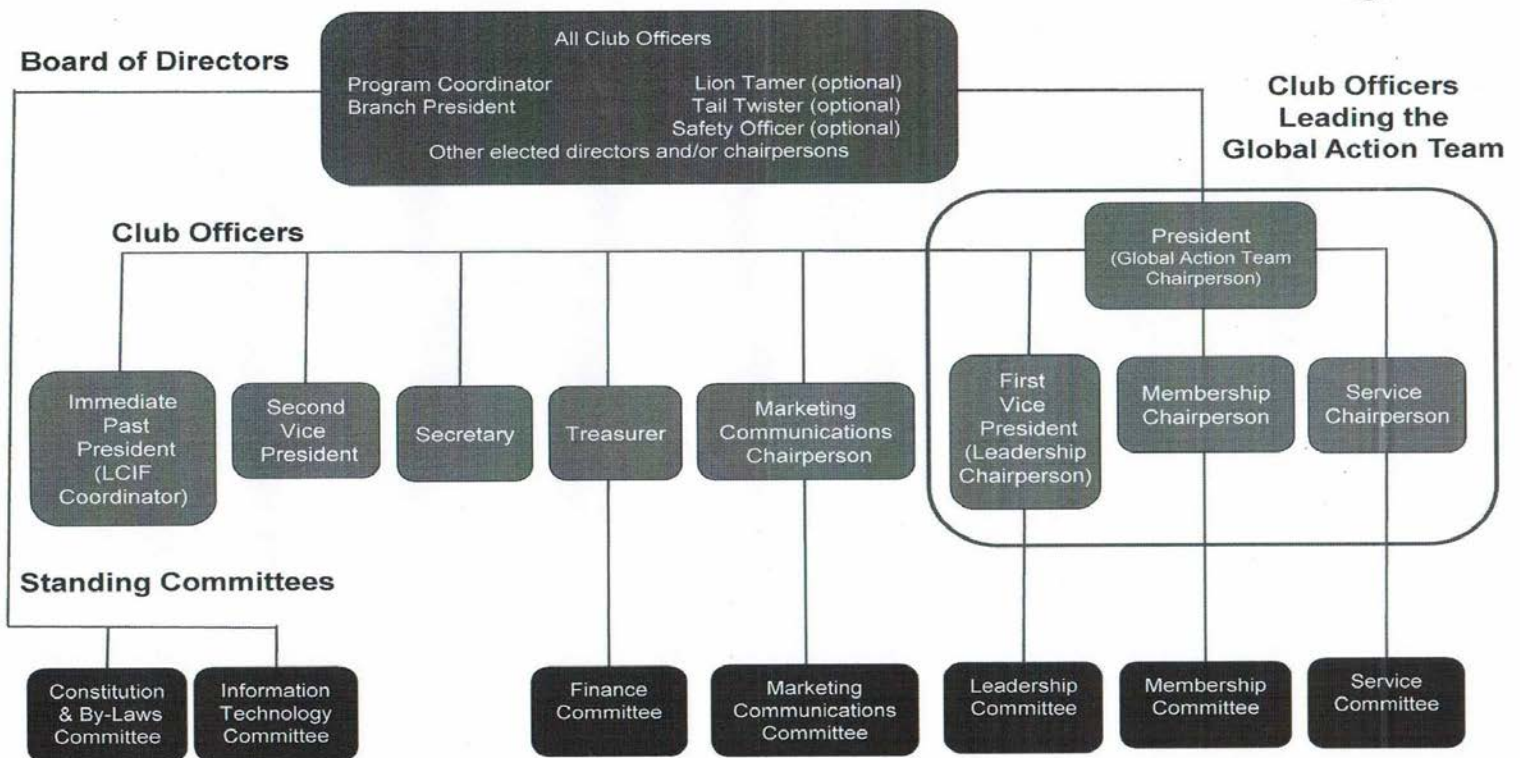 Board of Directors
All Club Officers
Program Coordinator
Branch President
Lion Tamer (optional)
Tail Twister (optional)
Safety Officer (optional)
Other elected directors and/or chairpersons
Club Officers
Leading the
Global Action Team
Club Officers
President
(Global Action Team
Chairperson)
Immediate
Past
President
(LCIF
Coordinator)
Second
Vice
President
Secretary
Treasurer
Marketing
Communications
Chairperson
First
Vice
President
(Leadership
Chairperson)
Membership
Chairperson
Service
Chairperson
Standing Committees
Constitution
& By-Laws
Committee
Information
Technology
Committee
Finance
Committee
Marketing
Communications
Committee
Leadership
Committee
Membership
Committee
Service
Committee